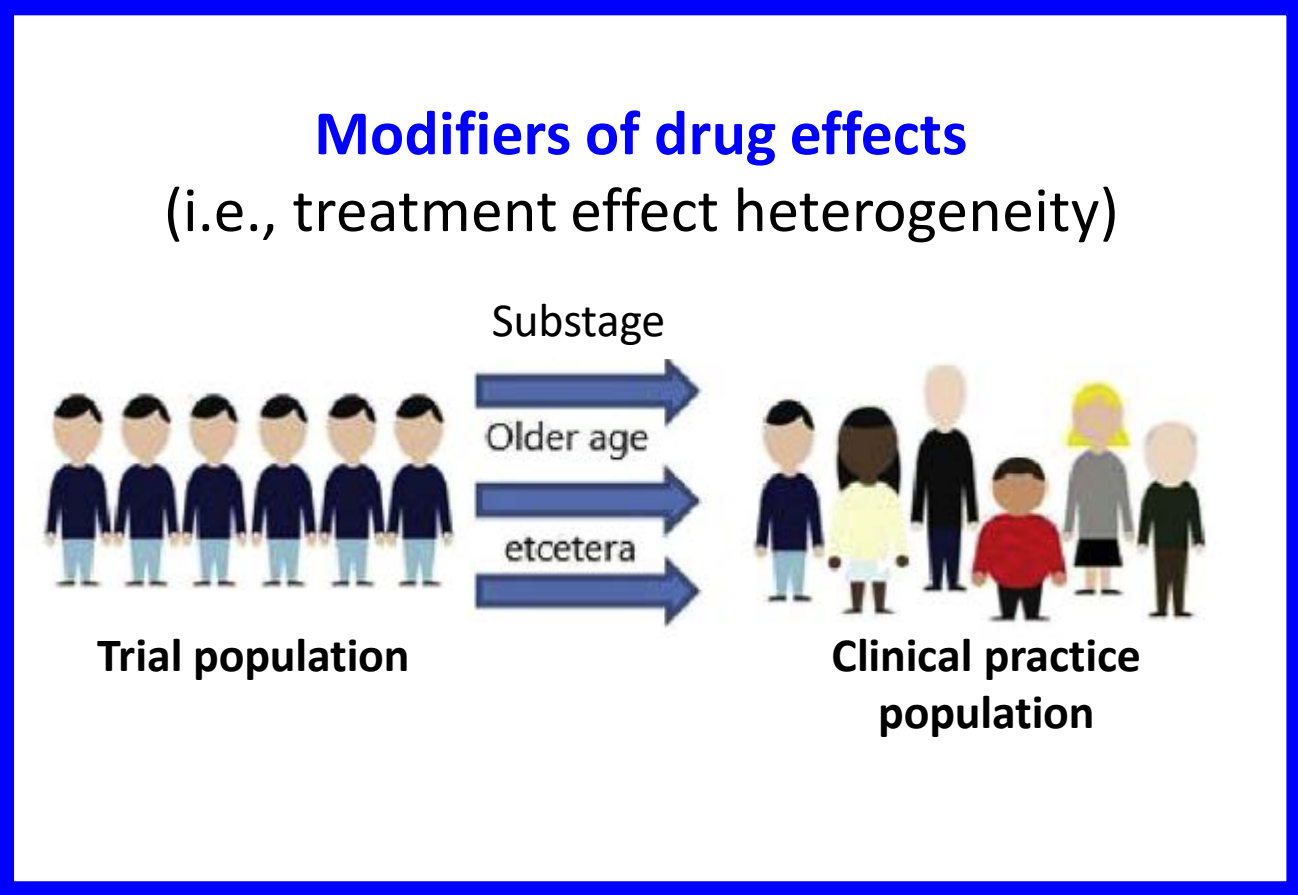 Modifiers of drug effects
(i.e., treatment effect heterogeneity)
Substage
Older age
etcetera
Trial population
Clinical practice
population